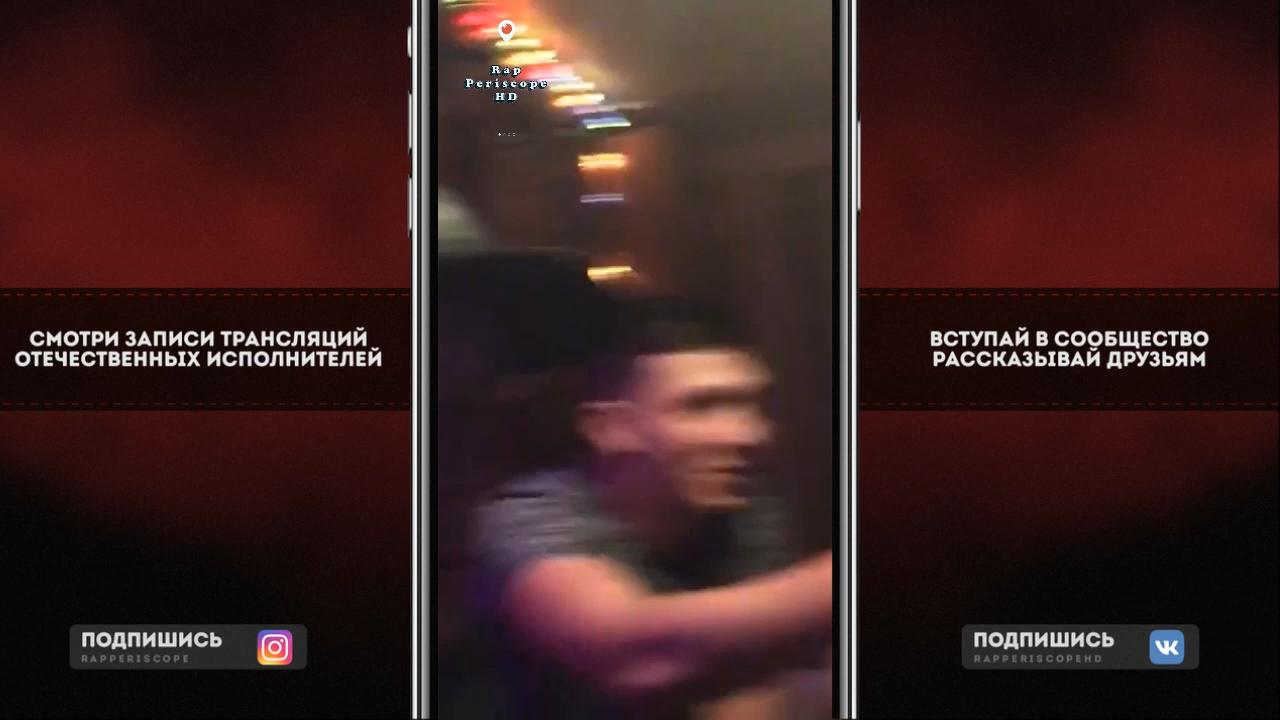 Rap
Periscope
HD
СМОТРИ ЗАПИСИ ТРАНСЛЯЦИЙ
ОТЕЧЕСТВЕННЫХ ИСПОЛНИТЕЛЕЙ
ВСТУПАЙ В СООБЩЕСТВО
РАССКАЗЫВАЙ ДРУЗЬЯМ
ПОДПИШИСЬ
RAPPERISCOPE
ПОДПИШИСЬ
RAPPERISCOPEHD